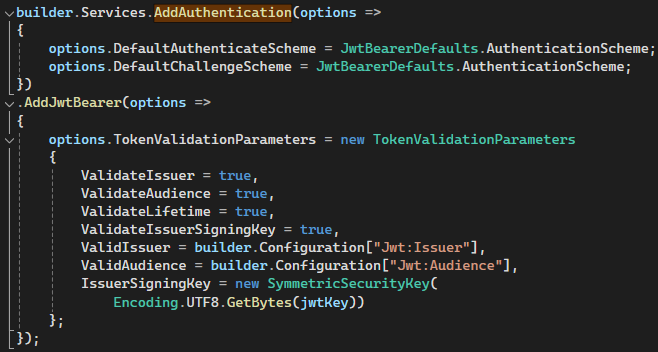 builder.Services.AddAuthentication(options =>
{
    options.DefaultAuthenticateScheme = JwtBearerDefaults.AuthenticationScheme;
    options.DefaultChallengeScheme = JwtBearerDefaults.AuthenticationScheme;
})
.AddJwtBearer(options =>
{
    options.TokenValidationParameters = new TokenValidationParameters
    {
        ValidateIssuer = true,
        ValidateAudience = true,
        ValidateLifetime = true,
        ValidateIssuerSigningKey = true,
        ValidIssuer = builder.Configuration["Jwt:Issuer"],
        ValidAudience = builder.Configuration["Jwt:Audience"],
        IssuerSigningKey = new SymmetricSecurityKey(
            Encoding.UTF8.GetBytes(jwtKey))
    };
});